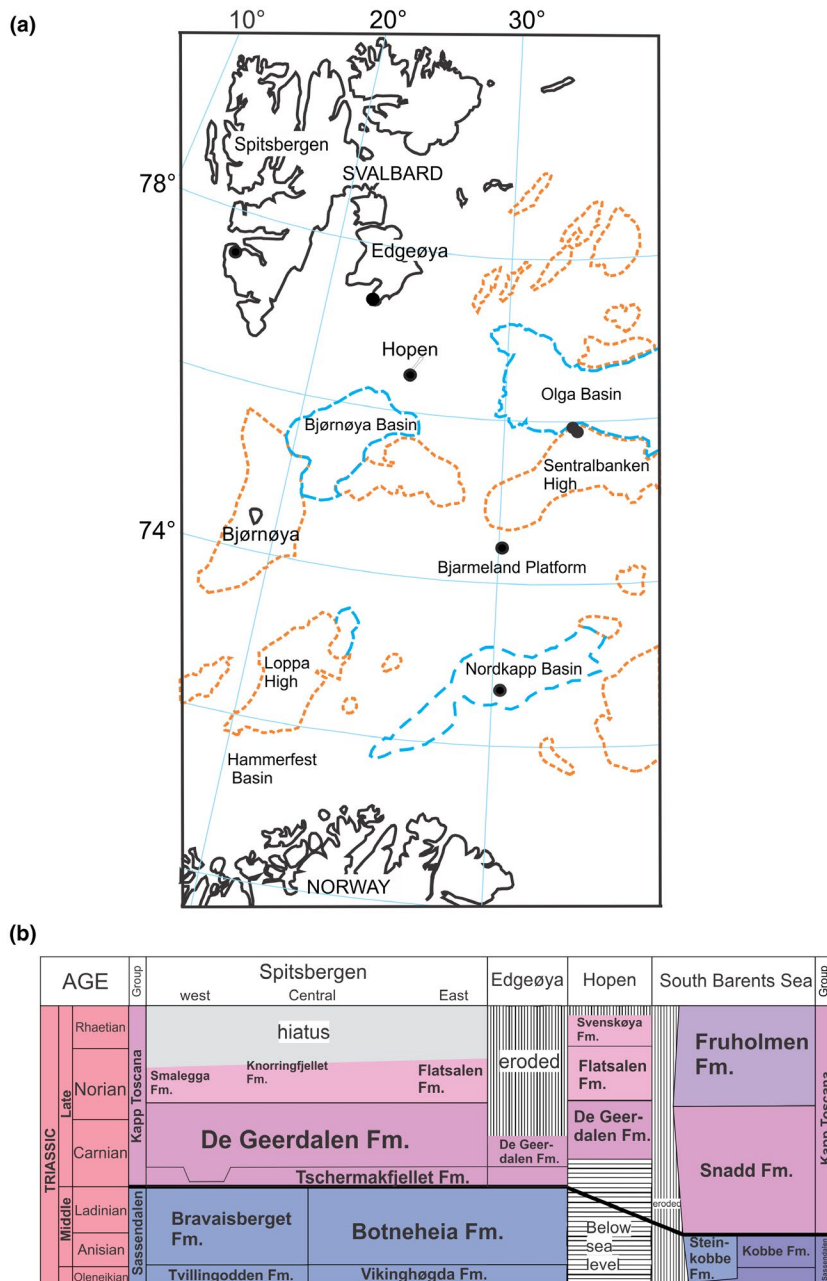 (a)
10°
20°
30°
Spitsbergen
SVALBARD
78°
Edgeøya
Hopen
Olga Basin
Bjørnøya Basin
Sentralbanken
High
74°
Bjørnøya
Bjarmeland Platform
Loppa
High
Nordkapp Basin
Hammerfest
Basin
NORWAY
(b)
AGE
Group
Spitsbergen
west
Central
East
Edgeøya
Hopen
South Barents Sea
Group
TRIASSIC
Late
Rhaetian
Norian
Carnian
Middle
Ladinian
Anisian
Oleneikian
Kapp Toscana
Sassendalen
hiatus
Smalegga
Fm.
Knorringfjellet
Fm.
Flatsalen
Fm.
De Geerdalen Fm.
Tschermakfjellet Fm.
Bravaisberget
Fm.
Botneheia Fm.
Tvillingodden Fm.
Vikinghøgda Fm.
eroded
De Geer-
dalen Fm.
Svenskøya
Fm.
Flatsalen
Fm.
De Geer-
dalen Fm.
Below
sea
level
eroded
Fruholmen
Fm.
Snadd Fm.
Stein-
kobbe
Fm.
Kobbe Fm.
Kapp Toscana